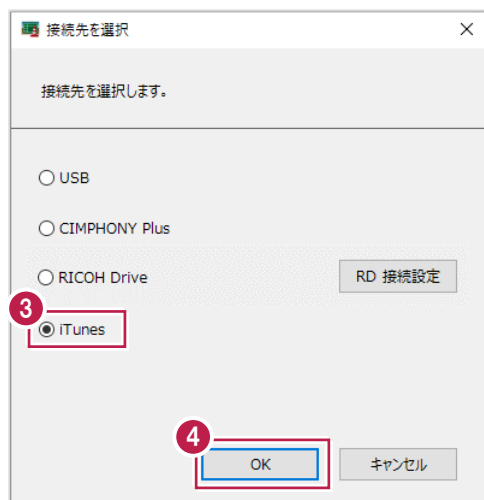 接続先を選択
接続先を選択します。
USB
CIMPHONY Plus
RICOH Drive
RD 接続設定
3
iTunes
4
OK
キャンセル